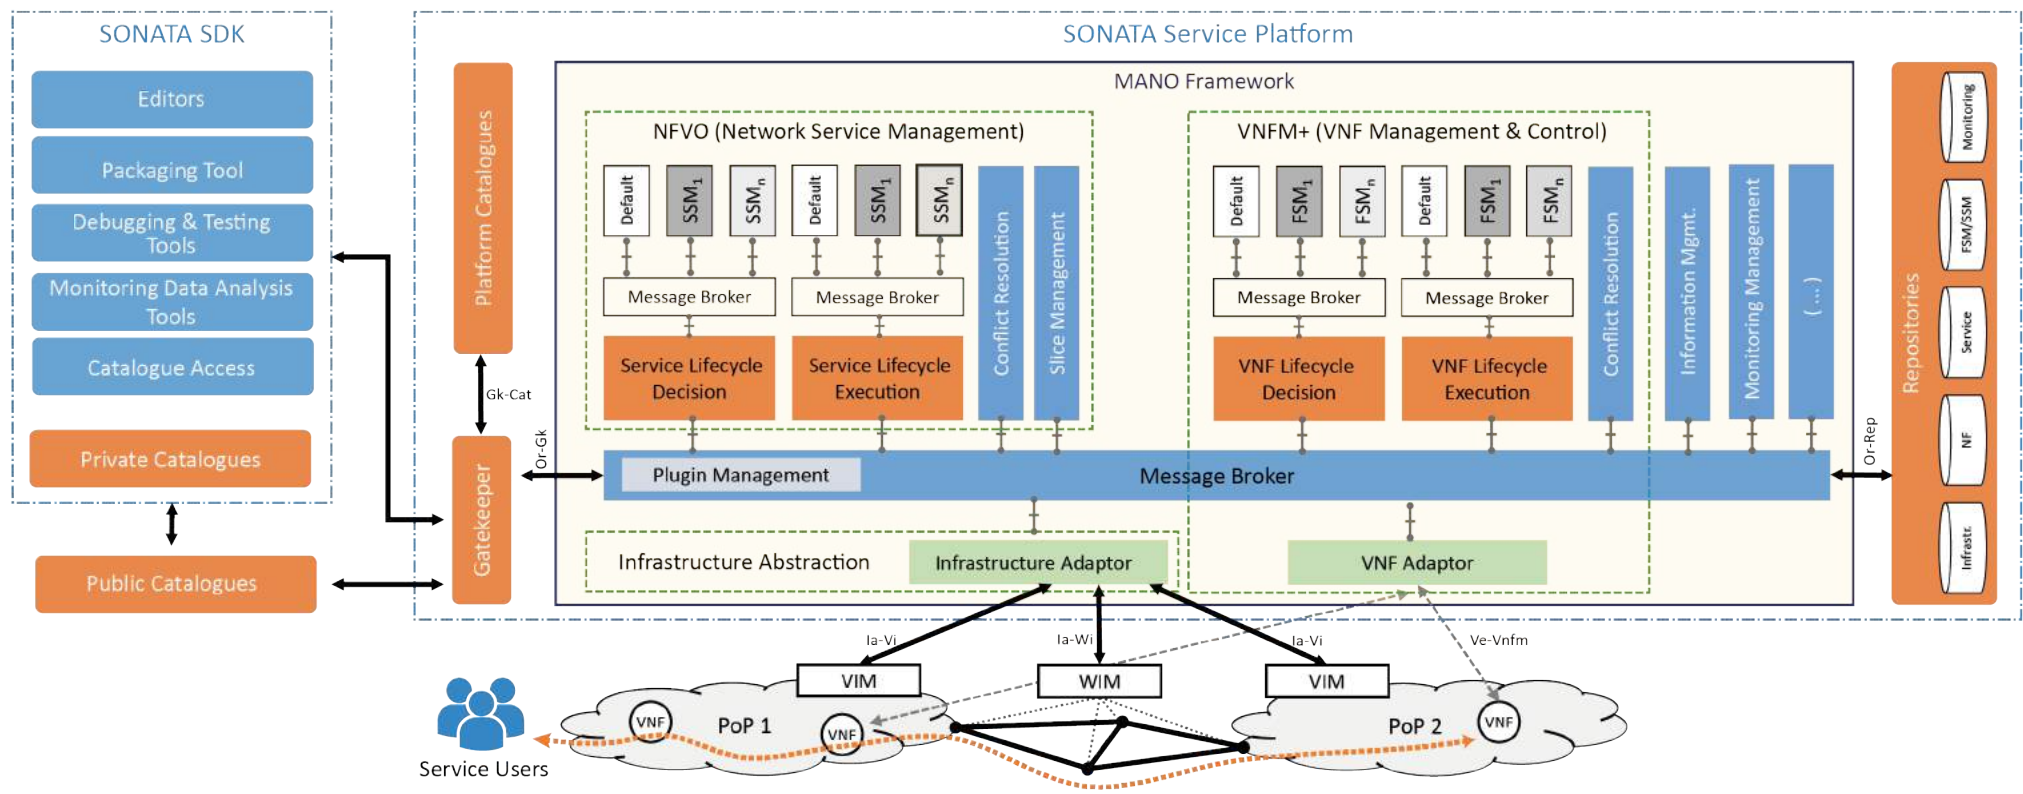 SONATA SDK
Editors
Packaging Tool
Debugging & Testing
Tools
Monitoring Data Analysis
Tools
Catalogue Access
Private Catalogues
Public Catalogues
SONATA Service Platform
Platform Catalogues
Gk-Cat
Gatekeeper
Or-Gk
MANO Framework
NFVO (Network Service Management)
Default
SSM1
SSMn
Default
SSM1
SSMn
Message Broker
Message Broker
Service Lifecycle
Decision
Service Lifecycle
Execution
Conflict Resolution
Slice Management
VNFM+ (VNF Management & Control)
Default
FSM1
FSMn
Default
FSM1
FSMn
Message Broker
Message Broker
VNF Lifecycle
Decision
VNF Lifecycle
Execution
Conflict Resolution
Information Mgmt.
Monitoring Management
(...)
Plugin Management
Message Broker
Infrastructure Abstraction
Infrastructure Adaptor
VNF Adaptor
Or-Rep
Repositories
Monitoring
FSM/SSM
Service
NF
Infrastr.
Ia-Vi
Ia-Wi
Ia-Vi
Ve-Vnfm
VIM
WIM
VIM
VNF
PoP 1
VNF
PoP 2
VNF
Service Users